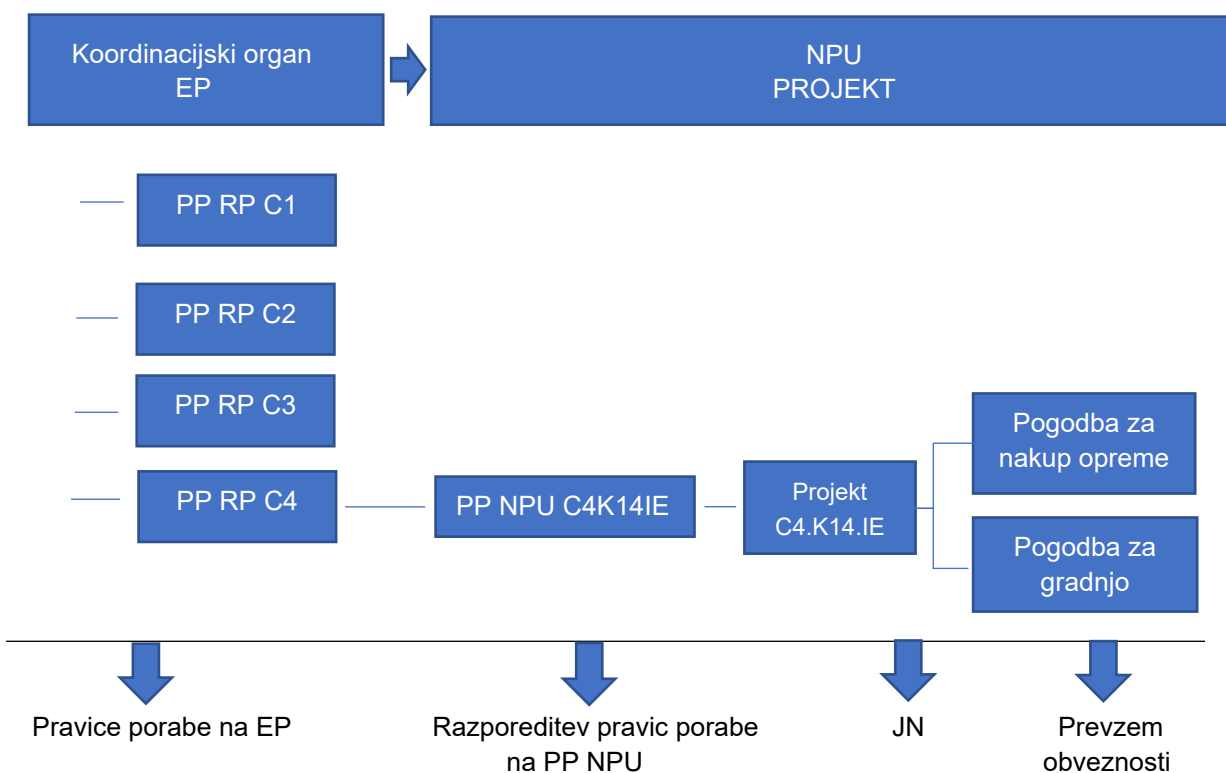 Koordinacijski organ
EP
NPU
PROJEKT
PP RP C1
PP RP C2
PP RP C3
PP RP C4
PP NPU C4K14IE
Projekt
C4.K14.IE
Pogodba za
nakup opreme
Pogodba za
gradnjo
Pravice porabe na EP
Razporeditev pravic porabe
na PP NPU
JN
Prevzem
obveznosti